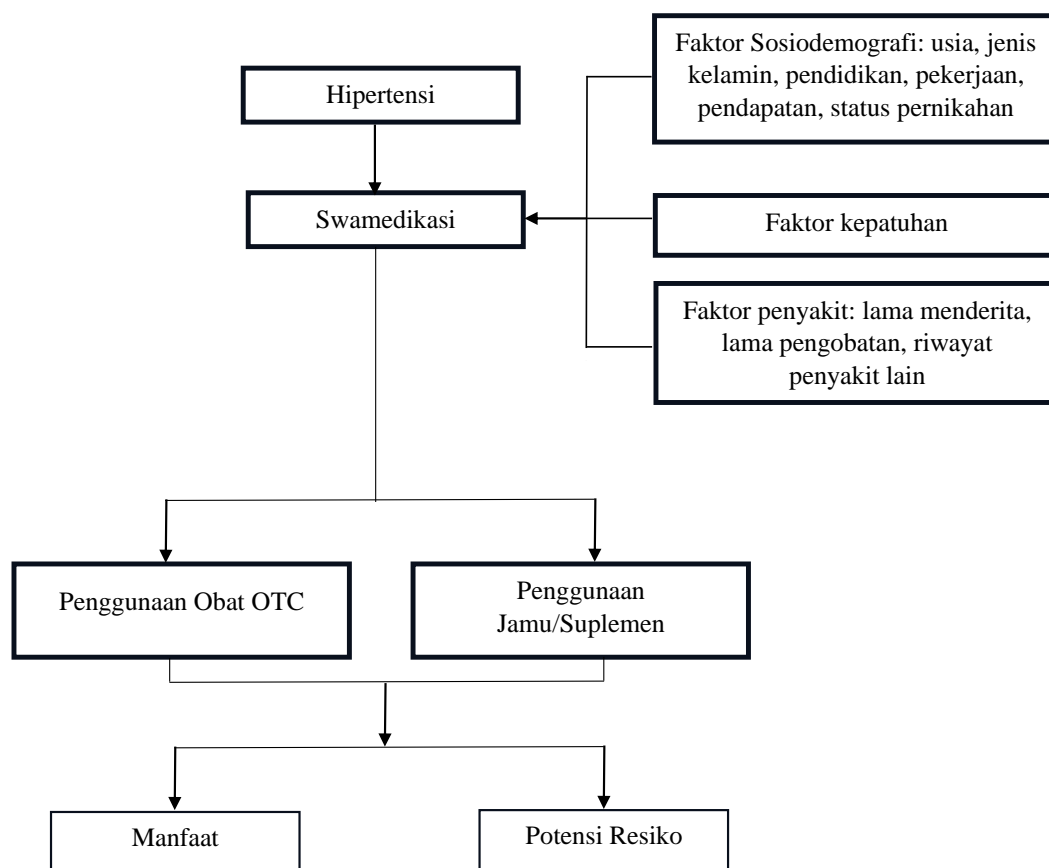 Hipertensi
Faktor Sosiodemografi: usia, jenis
kelamin, pendidikan, pekerjaan,
pendapatan, status pernikahan
Swamedikasi
Faktor kepatuhan
Faktor penyakit: lama menderita,
lama pengobatan, riwayat
penyakit lain
Penggunaan Obat OTC
Penggunaan
Jamu/Suplemen
Manfaat
Potensi Resiko